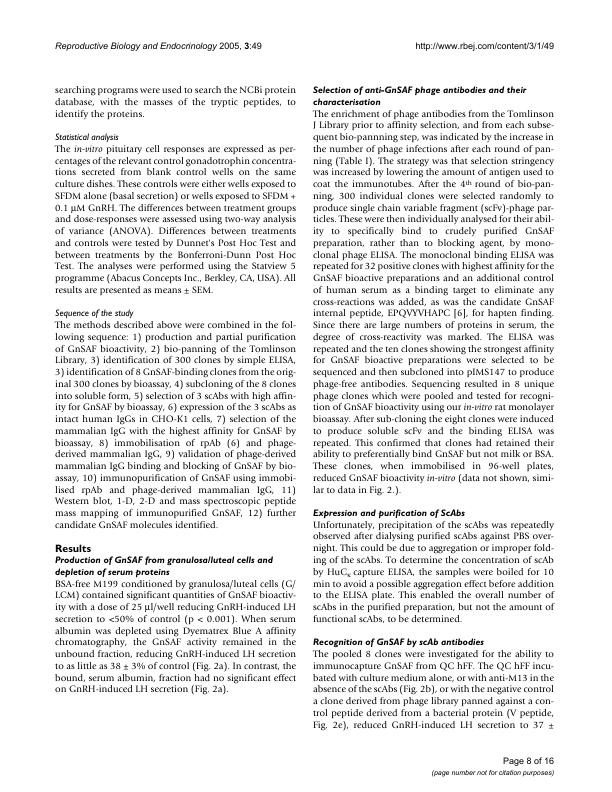 Reproductive Biology and Endocrinology 2005, 3:49
http://www.rbej.com/content/3/1/49
searching programs were used to search the NCBi protein
database, with the masses of the tryptic peptides, to
identify the proteins.
Statistical analysis
The in-vitro pituitary cell responses are expressed as per-
centages of the relevant control gonadotrophin concentra-
tions secreted from blank control wells on the same
culture dishes. These controls were either wells exposed to
SFDM alone (basal secretion) or wells exposed to SFDM +
0.1 μM GnRH. The differences between treatment groups
and dose-responses were assessed using two-way analysis
of variance (ANOVA). Differences between treatments
and controls were tested by Dunnet's Post Hoc Test and
between treatments by the Bonferroni-Dunn Post Hoc
Test. The analyses were performed using the Statview 5
programme (Abacus Concepts Inc., Berkley, CA, USA). All
results are presented as means ± SEM.
Sequence of the study
The methods described above were combined in the fol-
lowing sequence: 1) production and partial purification
of GnSAF bioactivity, 2) bio-panning of the Tomlinson
Library, 3) identification of 300 clones by simple ELISA,
3) identification of 8 GnSAF-binding clones from the orig-
inal 300 clones by bioassay, 4) subcloning of the 8 clones
into soluble form, 5) selection of 3 scAbs with high affin-
ity for GnSAF by bioassay, 6) expression of the 3 scAbs as
intact human IgGs in CHO-K1 cells, 7) selection of the
mammalian IgG with the highest affinity for GnSAF by
bioassay, 8) immobilisation of rpAb (6) and phage-
derived mammalian IgG, 9) validation of phage-derived
mammalian IgG binding and blocking of GnSAF by bio-
assay, 10) immunopurification of GnSAF using immobi-
lised rpAb and phage-derived mammalian IgG, 11)
Western blot, 1-D, 2-D and mass spectroscopic peptide
mass mapping of immunopurified GnSAF, 12) further
candidate GnSAF molecules identified.
Results
Production of GnSAF from granulosa/luteal cells and
depletion of serum proteins
BSA-free M199 conditioned by granulosa/luteal cells (G/
LCM) contained significant quantities of GnSAF bioactiv-
ity with a dose of 25 μl/well reducing GnRH-induced LH
secretion to <50% of control (p < 0.001). When serum
albumin was depleted using Dyematrex Blue A affinity
chromatography, the GnSAF activity remained in the
unbound fraction, reducing GnRH-induced LH secretion
to as little as 38 ± 3% of control (Fig. 2a). In contrast, the
bound, serum albumin, fraction had no significant effect
on GnRH-induced LH secretion (Fig. 2a).
Selection of anti-GnSAF phage antibodies and their
characterisation
The enrichment of phage antibodies from the Tomlinson
J Library prior to affinity selection, and from each subse-
quent bio-pannning step, was indicated by the increase in
the number of phage infections after each round of pan-
ning (Table 1). The strategy was that selection stringency
was increased by lowering the amount of antigen used to
coat the immunotubes. After the 4th round of bio-pan-
ning, 300 individual clones were selected randomly to
produce single chain variable fragment (scFv)-phage par-
ticles. These were then individually analysed for their abil-
ity to specifically bind to crudely purified GnSAF
preparation, rather than to blocking agent, by mono-
clonal phage ELISA. The monoclonal binding ELISA was
repeated for 32 positive clones with highest affinity for the
GnSAF bioactive preparations and an additional control
of human serum as a binding target to eliminate any
cross-reactions was added, as was the candidate GnSAF
internal peptide, EPQVYVHAPC [6], for hapten finding.
Since there are large numbers of proteins in serum, the
degree of cross-reactivity was marked. The ELISA was
repeated and the ten clones showing the strongest affinity
for GnSAF bioactive preparations were selected to be
sequenced and then subcloned into pIMS147 to produce
phage-free antibodies. Sequencing resulted in 8 unique
phage clones which were pooled and tested for recogni-
tion of GnSAF bioactivity using our in-vitro rat monolayer
bioassay. After sub-cloning the eight clones were induced
to produce soluble scFv and the binding ELISA was
repeated. This confirmed that clones had retained their
ability to preferentially bind GnSAF but not milk or BSA.
These clones, when immobilised in 96-well plates,
reduced GnSAF bioactivity in-vitro (data not shown, simi-
lar to data in Fig. 2.).
Expression and purification of ScAbs
Unfortunately, precipitation of the scAbs was repeatedly
observed after dialysing purified scAbs against PBS over-
night. This could be due to aggregation or improper fold-
ing of the scAbs. To determine the concentration of scAb
by HuCκ capture ELISA, the samples were boiled for 10
min to avoid a possible aggregation effect before addition
to the ELISA plate. This enabled the overall number of
scAbs in the purified preparation, but not the amount of
functional scAbs, to be determined.
Recognition of GnSAF by scAb antibodies
The pooled 8 clones were investigated for the ability to
immunocapture GnSAF from QC hFF. The QC hFF incu-
bated with culture medium alone, or with anti-M13 in the
absence of the scAbs (Fig. 2b), or with the negative control
a clone derived from phage library panned against a con-
trol peptide derived from a bacterial protein (V peptide,
Fig. 2e), reduced GnRH-induced LH secretion to 37 ±
Page 8 of 16
(page number not for citation purposes)